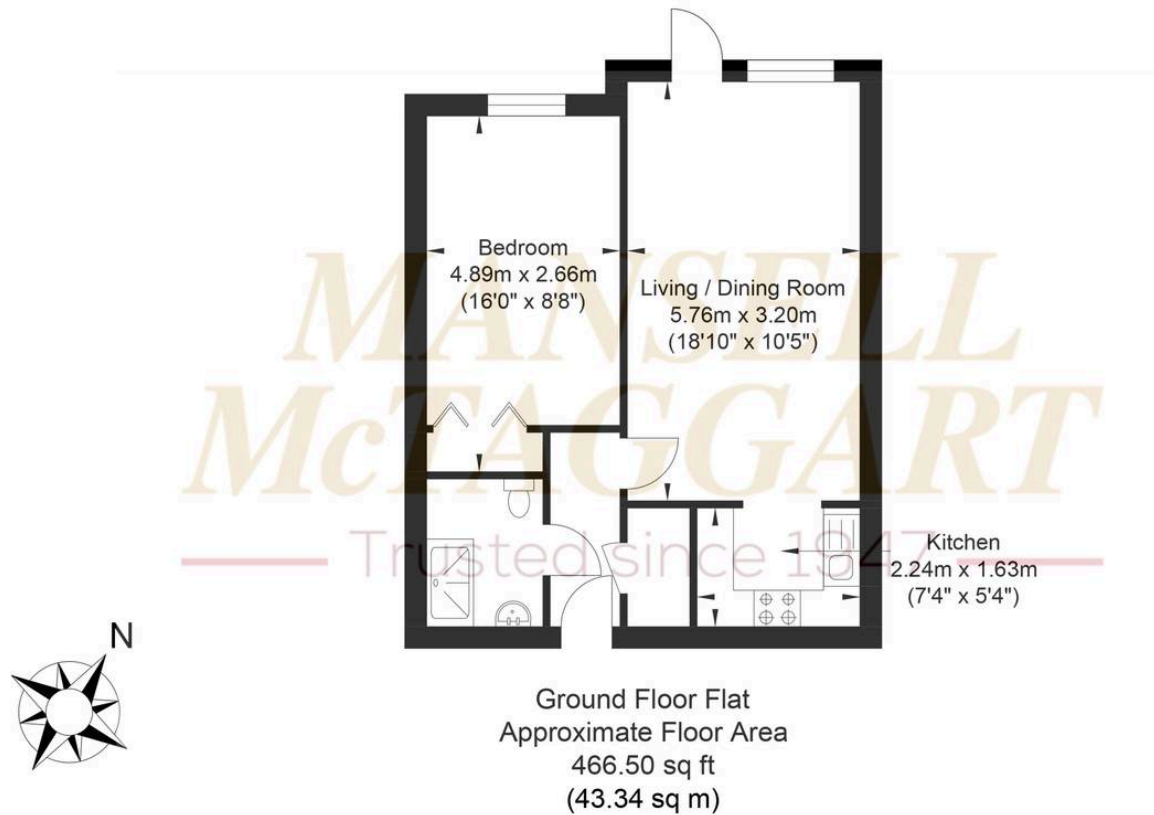 Bedroom
4.89m x 2.66m
(16'0" x 8'8")
Living / Dining Room
5.76m x 3.20m
(18'10" x 10'5")
MANSELL
McTAGGART
Trusted since 1947
Kitchen
2.24m x 1.63m
(7'4" x 5'4")
N
Ground Floor Flat
Approximate Floor Area
466.50 sq ft
(43.34 sq m)